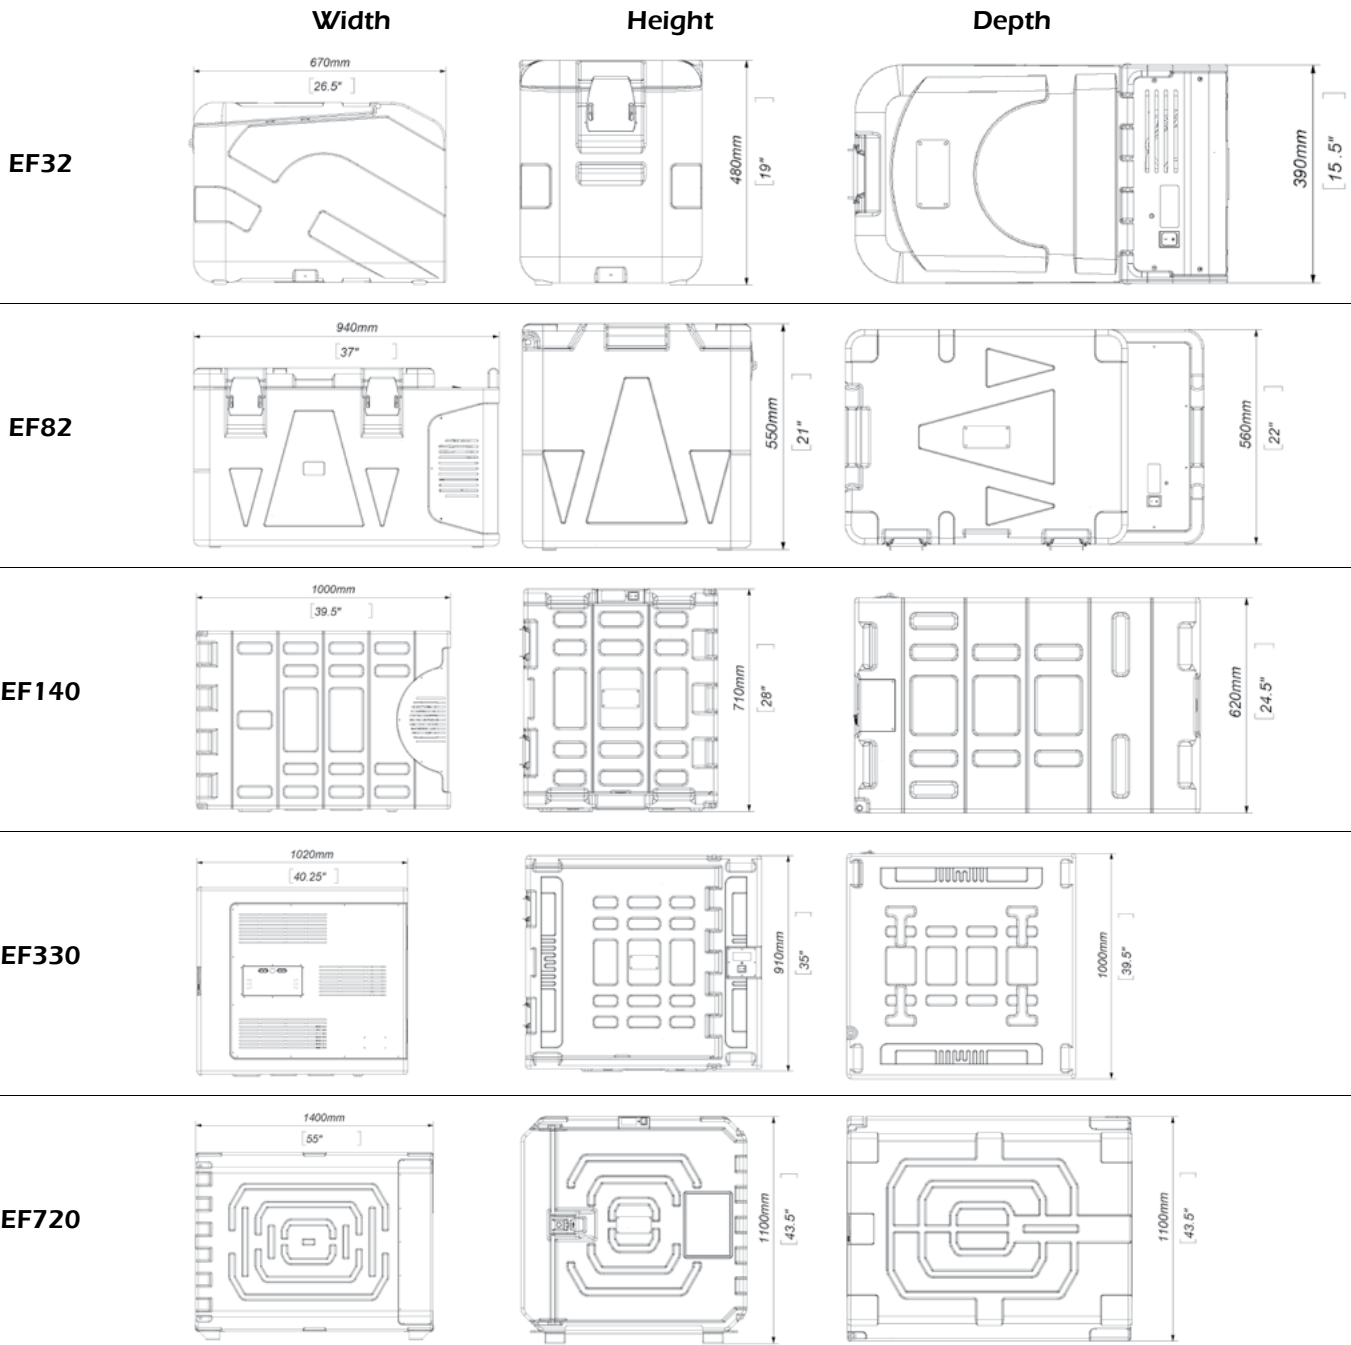 Width Height Depth
EF32
670mm
[26.5"]
480mm
[19"]
390mm
[15.5"]
EF82
940mm
[37"]
550mm
[21"]
560mm
[22"]
EF140
1000mm
[39.5"]
710mm
[28"]
620mm
[24.5"]
EF330
1020mm
[40.25"]
910mm
[35"]
1000mm
[39.5"]
EF720
1400mm
[55"]
1100mm
[43.5"]
1100mm
[43.5"]